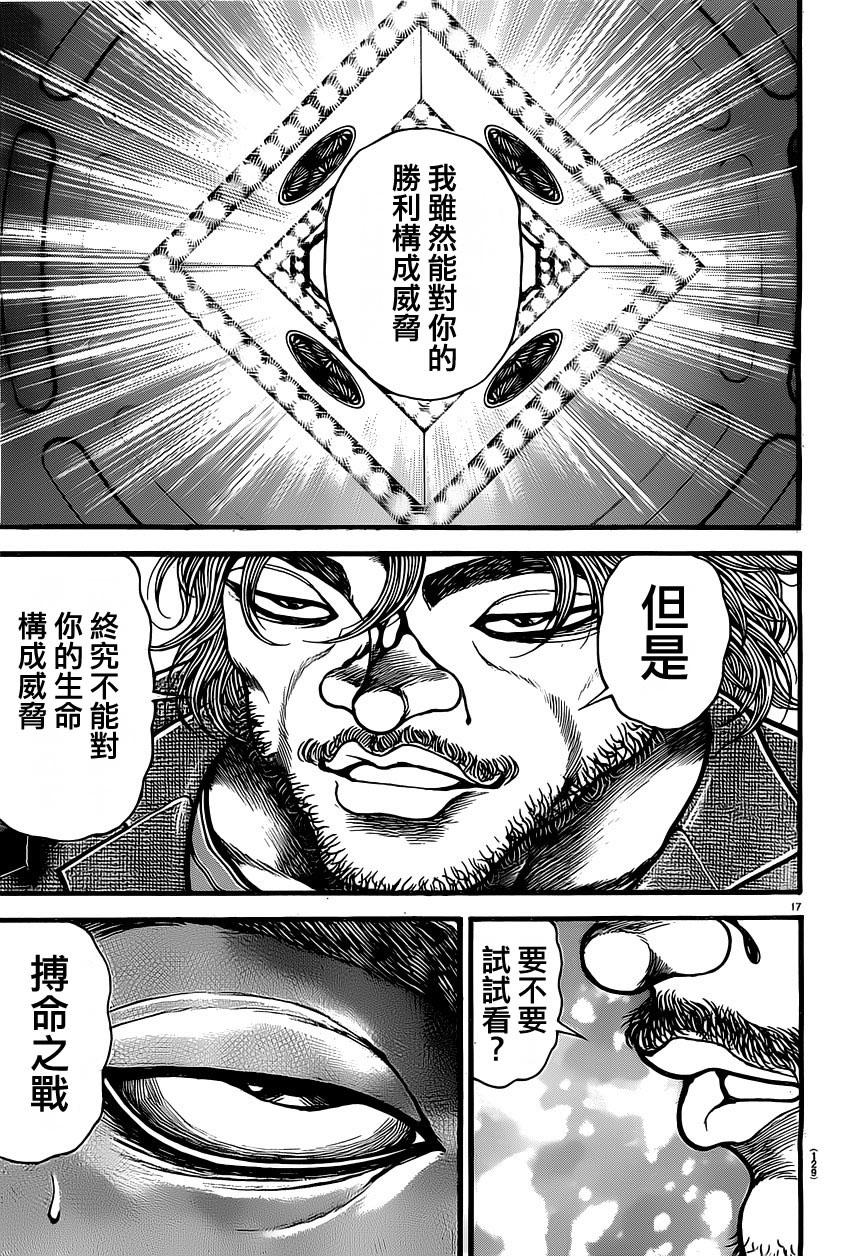 我雖然能對你的
勝利構成威脅
但是
終究不能對
你的生命
構成威脅
17
要不要
試試看？
搏命之戰
(129)